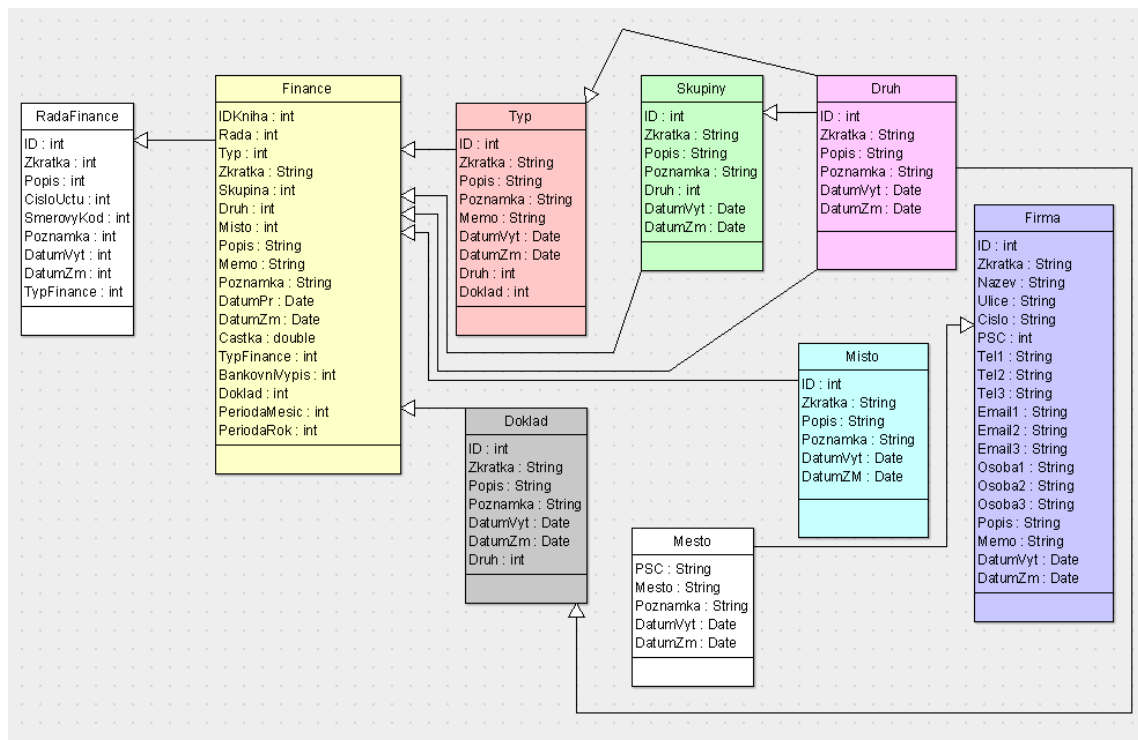 RadaFinance
ID : int
Zkratka : int
Popis : int
CisloUctu : int
SmerovyKod : int
Poznamka : int
DatumVyt : int
DatumZm : int
TypFinance : int
Finance
IDKniha : int
Rada : int
Typ : int
Zkratka : String
Skupina : int
Druh : int
Misto : int
Popis : String
Memo : String
Poznamka : String
DatumPr : Date
DatumZm : Date
Castka : double
TypFinance : int
BankovniVypis : int
Doklad : int
PeriodaMesic : int
PeriodaRok : int
Typ
ID : int
Zkratka : String
Popis : String
Poznamka : String
Memo : String
DatumVyt : Date
DatumZm : Date
Druh : int
Doklad : int
Skupiny
ID : int
Zkratka : String
Popis : String
Poznamka : String
Druh : int
DatumVyt : Date
DatumZm : Date
Druh
ID : int
Zkratka : String
Popis : String
Poznamka : String
DatumVyt : Date
DatumZm : Date
Firma
ID : int
Zkratka : String
Nazev : String
Ulice : String
Cislo : String
PSC : int
Tel1 : String
Tel2 : String
Tel3 : String
Email1 : String
Email2 : String
Email3 : String
Osoba1 : String
Osoba2 : String
Osoba3 : String
Popis : String
Memo : String
DatumVyt : Date
DatumZm : Date
Misto
ID : int
Zkratka : String
Popis : String
Poznamka : String
DatumVyt : Date
DatumZM : Date
Doklad
ID : int
Zkratka : String
Popis : String
Poznamka : String
DatumVyt : Date
DatumZm : Date
Druh : int
Mesto
PSC : String
Mesto : String
Poznamka : String
DatumVyt : Date
DatumZm : Date